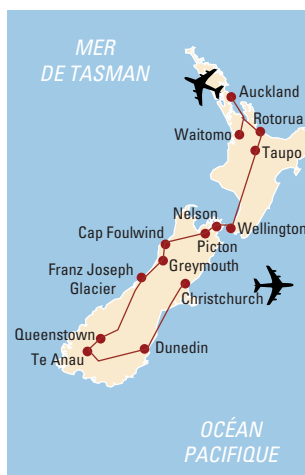 MER
DE TASMAN
Auckland
Rotorua
Waitomo
Taupo
Nelson
Wellington
Cap Foulwind
Picton
Greymouth
Franz Joseph
Glacier
Christchurch
Queenstown
Te Anau
Dunedin
OCÉAN
PACIFIQUE